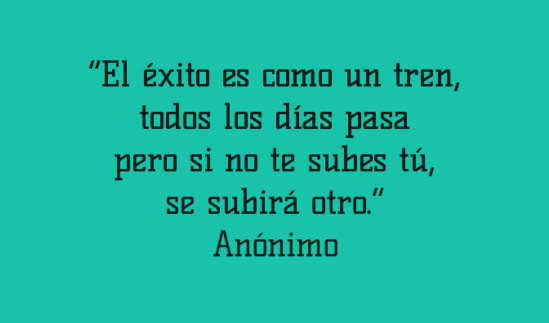 “El éxito es como un tren,
todos los días pasa
pero si no te subes tú,
se subirá otro.”
Anónimo